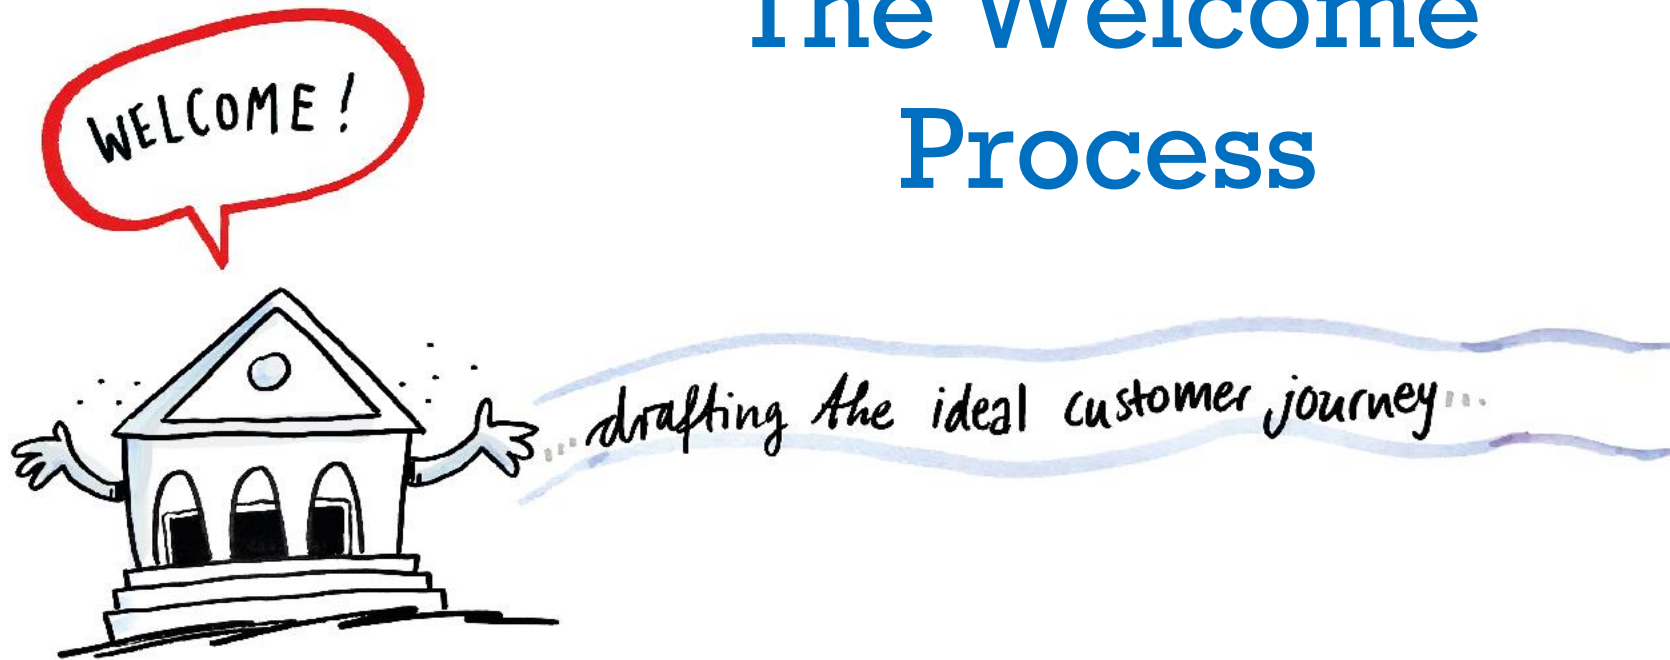 The Welcome
Process
WELCOME!
...drafting the ideal customer journey...